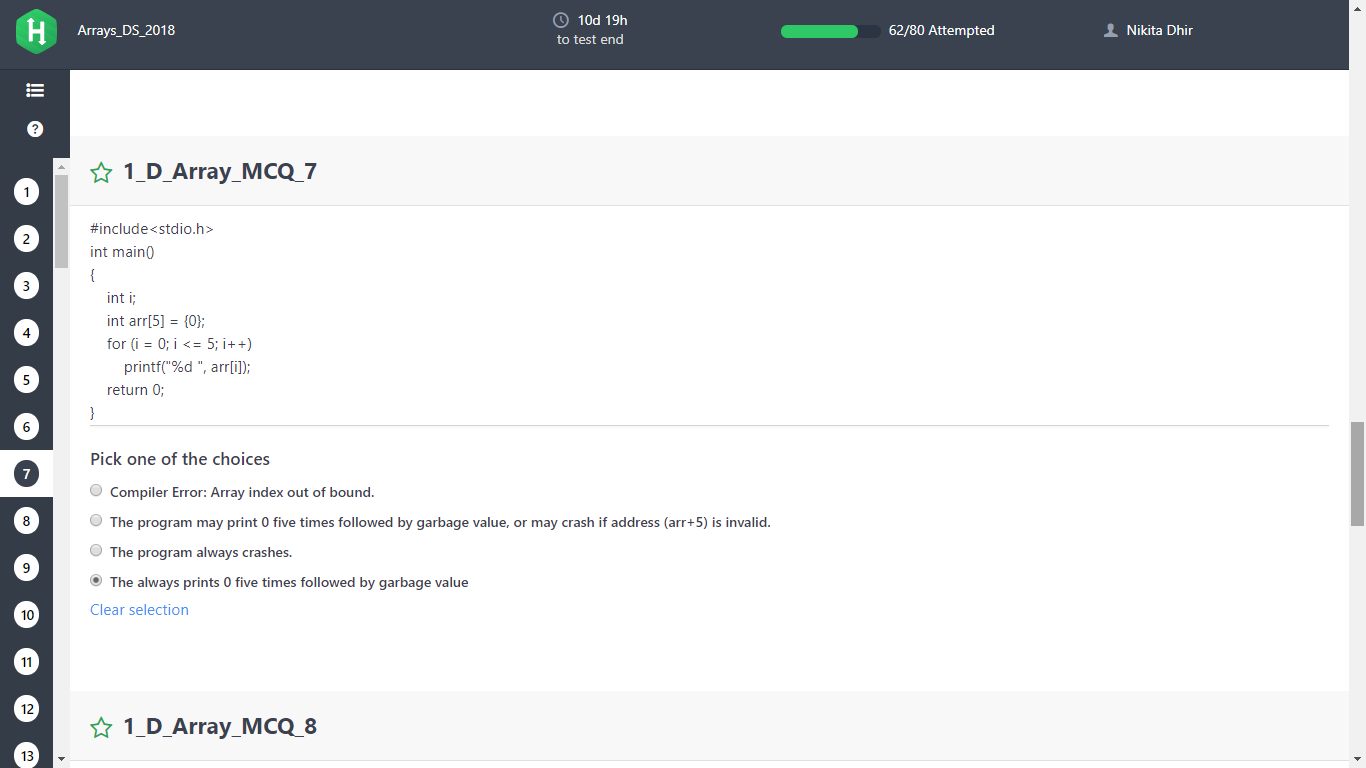 H
Arrays_DS_2018
10d 19h
to test end
62/80 Attempted
Nikita Dhir
?
1
2
3
4
5
6
7
8
9
10
11
12
13
1_D_Array_MCQ_7
#include<stdio.h>
int main()
{
int i;
int arr[5] = {0};
for (i = 0; i <= 5; i++)
printf("%d ", arr[i]);
return 0;
}
Pick one of the choices
Compiler Error: Array index out of bound.
The program may print 0 five times followed by garbage value, or may crash if address (arr+5) is invalid.
The program always crashes.
The always prints 0 five times followed by garbage value
Clear selection
1_D_Array_MCQ_8